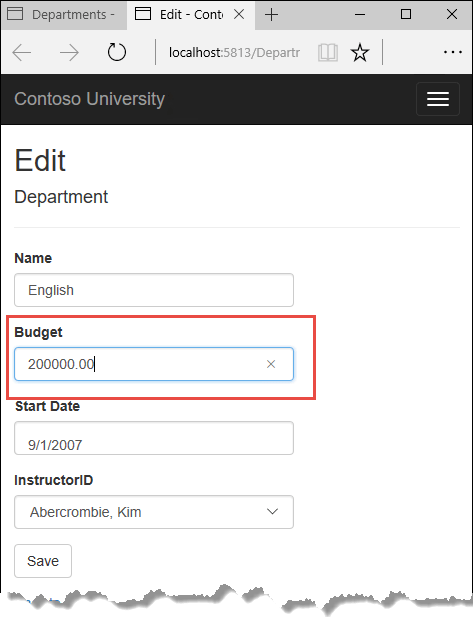 Departments -
Edit - Conto
localhost:5813/Departr
Contoso University
Edit
Department
Name
English
Budget
200000.00
Start Date
9/1/2007
InstructorID
Abercrombie, Kim
Save